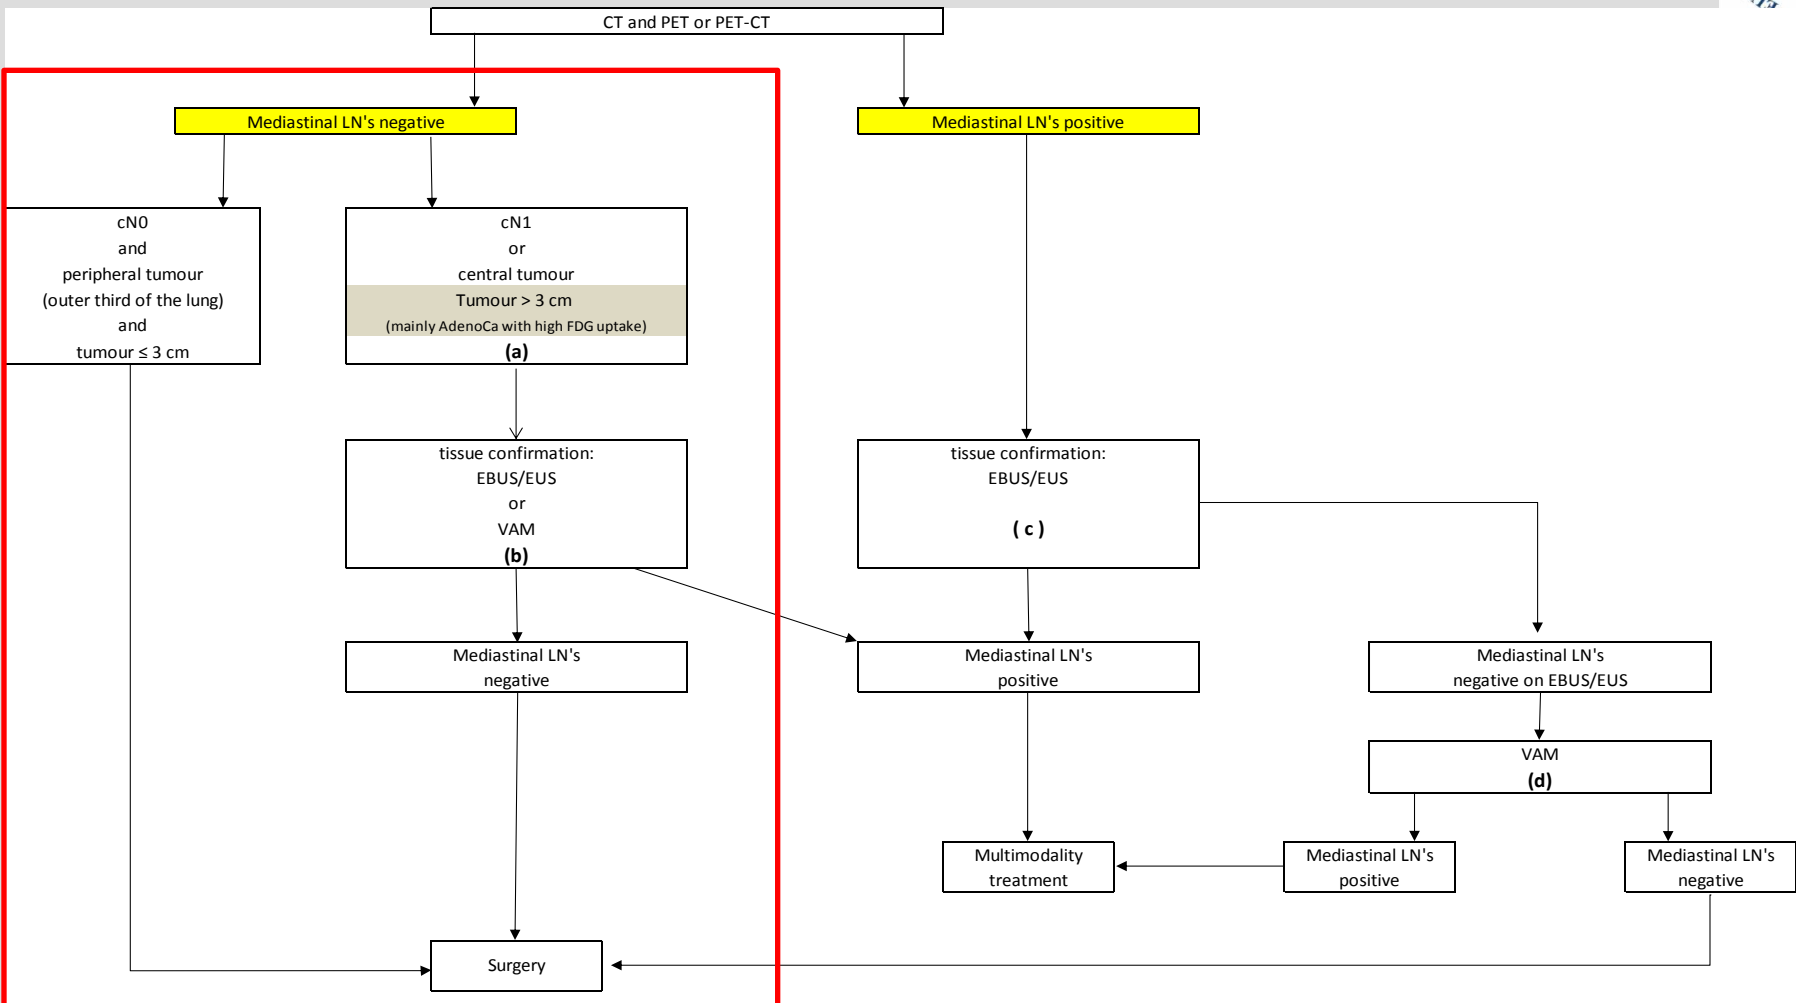 CT and PET or PET-CT
Mediastinal LN's negative
Mediastinal LN's positive
cN0
and
peripheral tumour
(outer third of the lung)
and
tumour ≤ 3 cm
cN1
or
central tumour
Tumour > 3 cm
(mainly AdenoCa with high FDG uptake)
(a)
tissue confirmation:
EBUS/EUS
or
VAM
(b)
tissue confirmation:
EBUS/EUS
( c )
Mediastinal LN's
negative
Mediastinal LN's
positive
Mediastinal LN's
negative on EBUS/EUS
VAM
(d)
Multimodality
treatment
Mediastinal LN's
positive
Mediastinal LN's
negative
Surgery